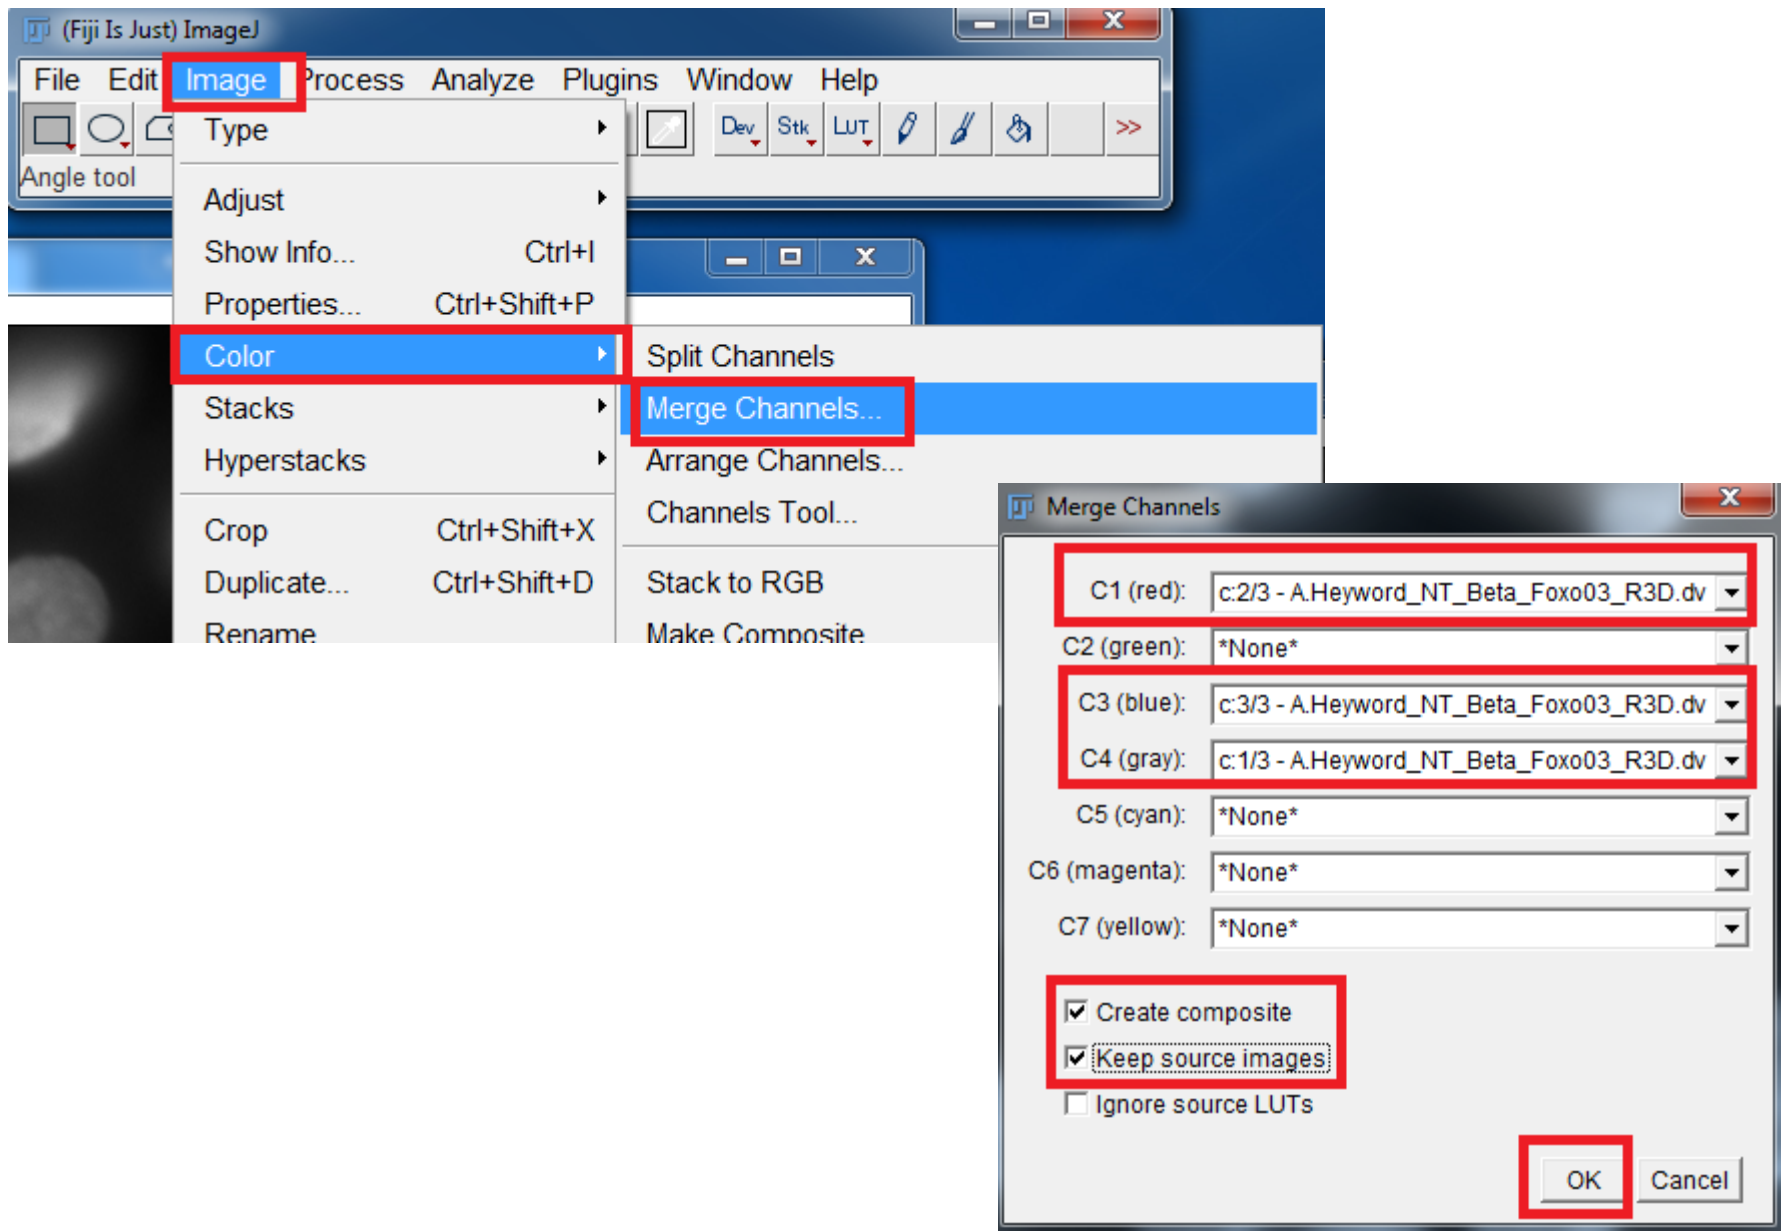 (Fiji Is Just) ImageJ
File Edit Image Process Analyze Plugins Window Help
Dev Stk LUT >>
Angle tool
Type
Adjust
Show Info... Ctrl+I
Properties... Ctrl+Shift+P
Color
Stacks
Hyperstacks
Crop Ctrl+Shift+X
Duplicate... Ctrl+Shift+D
Rename
Split Channels
Merge Channels...
Arrange Channels...
Channels Tool...
Stack to RGB
Make Composite
Merge Channels
C1 (red): c:2/3 - A.Heyword_NT_Beta_Foxo03_R3D.dv
C2 (green): *None*
C3 (blue): c:3/3 - A.Heyword_NT_Beta_Foxo03_R3D.dv
C4 (gray): c:1/3 - A.Heyword_NT_Beta_Foxo03_R3D.dv
C5 (cyan): *None*
C6 (magenta): *None*
C7 (yellow): *None*
Create composite
Keep source images
Ignore source LUTs
OK Cancel